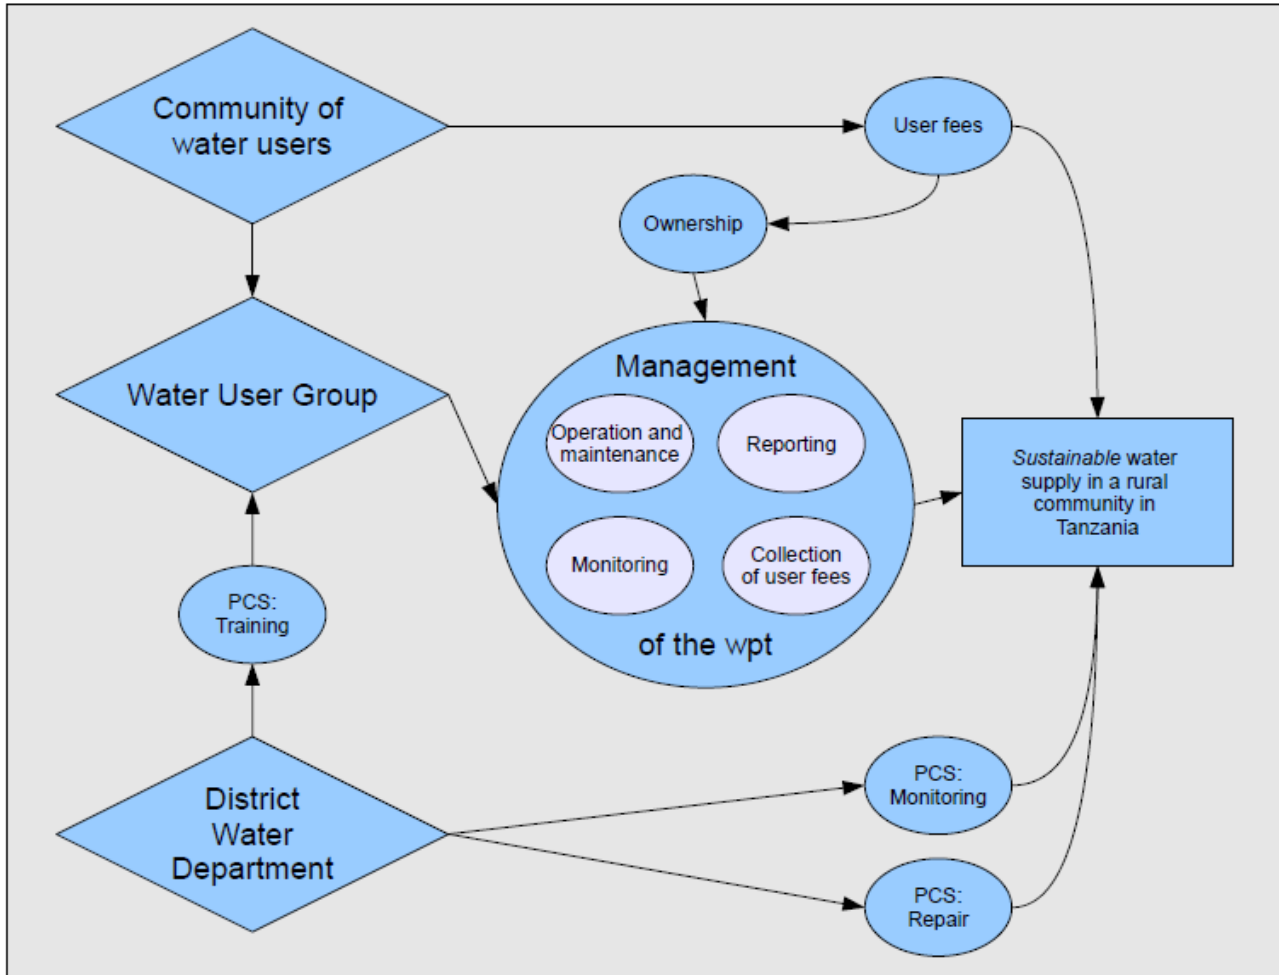 Community of
water users
User fees
Ownership
Water User Group
Management
Operation and
maintenance
Reporting
Monitoring
Collection
of user fees
of the wpt
Sustainable water
supply in a rural
community in
Tanzania
PCS:
Training
District
Water
Department
PCS:
Monitoring
PCS:
Repair